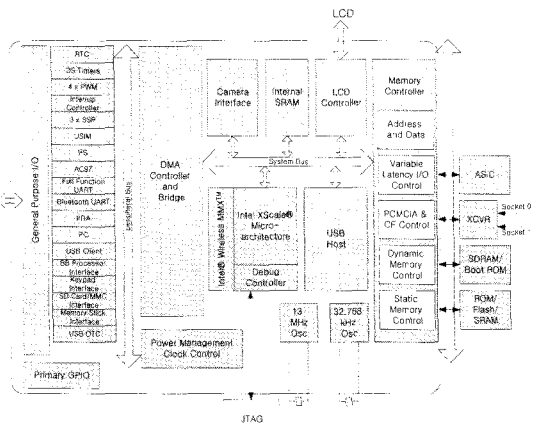 LCD
RTC
OS Timers
4 x PWM
Interrupt
Controller
3 x SSP
USIM
I²S
AC97
Full Function
UART
Bluetooth UART
IRDA
I²C
USB Client
BB Processor
Interface
Keypad
Interface
SD Card/MMC
Interface
Memory Stick
Interface
USB OTC
General Purpose I/O
Primary GPIO
Peripheral Bus
DMA
Controller
and
Bridge
Camera
Interface
Internal
SRAM
LCD
Controller
System Bus
Intel® Wireless MMX™
Intel XScale®
Micro-
architecture
Debug
Controller
USB
Host
Power Management
Clock Control
13
MHz
Osc
32.768
kHz
Osc
Memory
Controller
Address
and Data
Variable
Latency I/O
Control
PCMCIA &
CF Control
Dynamic
Memory
Control
Static
Memory
Control
ASIC
XCVR
Socket 0
Socket
SDRAM/
Boot ROM
ROM/
Flash/
SRAM
JTAG